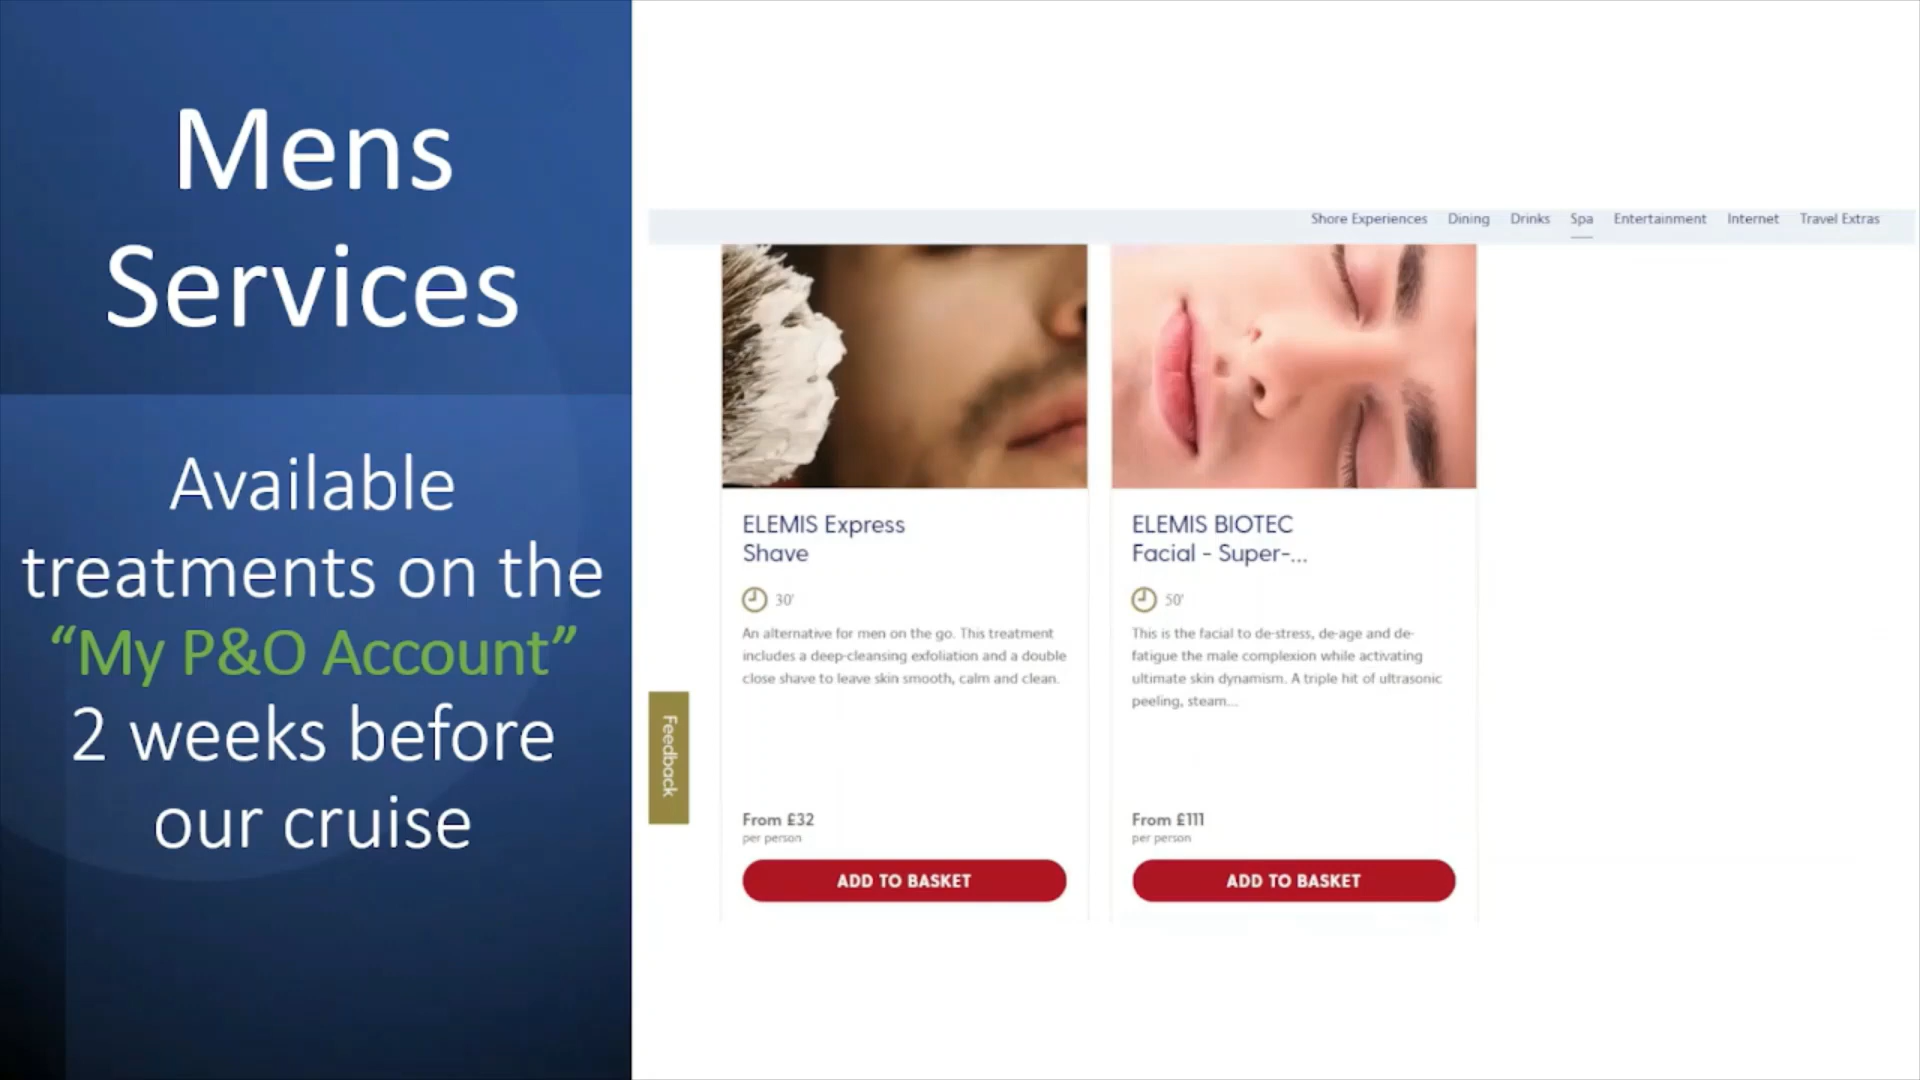 Mens
Services
Available
treatments on the
“My P&O Account”
2 weeks before
our cruise
Shore Experiences Dining Drinks Spa Entertainment Internet Travel Extras
ELEMIS Express
Shave
30'
An alternative for men on the go. This treatment
includes a deep-cleansing exfoliation and a double
close shave to leave skin smooth, calm and clean.
From £32
per person
ADD TO BASKET
ELEMIS BIOTEC
Facial - Super-...
50'
This is the facial to de-stress, de-age and de-
fatigue the male complexion while activating
ultimate skin dynamism. A triple hit of ultrasonic
peeling, steam...
From £111
per person
ADD TO BASKET
Feedback